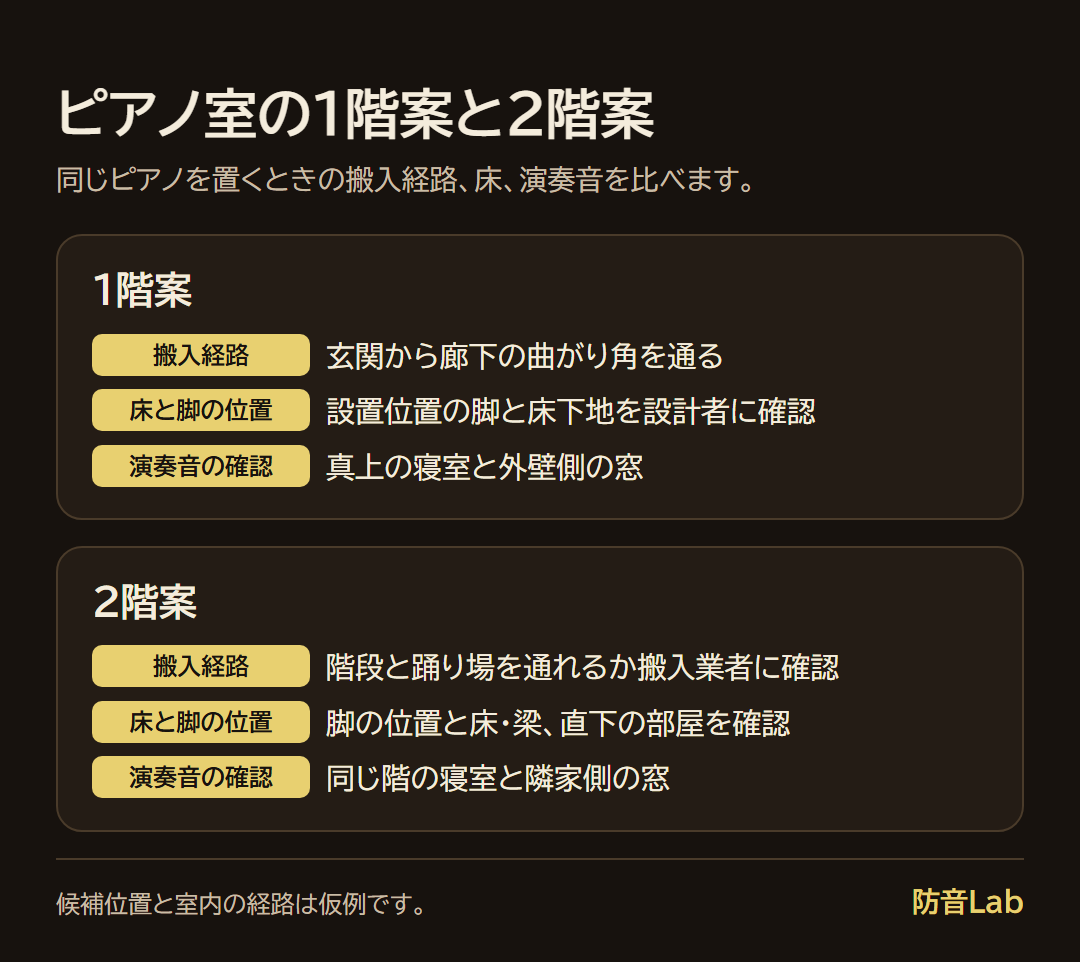 ピアノ室の1階案と2階案
同じピアノを置くときの搬入経路、床、演奏音を比べます。
1階案
搬入経路 玄関から廊下の曲がり角を通る
床と脚の位置 設置位置の脚と床下地を設計者に確認
演奏音の確認 真上の寝室と外壁側の窓
2階案
搬入経路 階段と踊り場を通れるか搬入業者に確認
床と脚の位置 脚の位置と床・梁、直下の部屋を確認
演奏音の確認 同じ階の寝室と隣家側の窓
候補位置と室内の経路は仮例です。
防音Lab